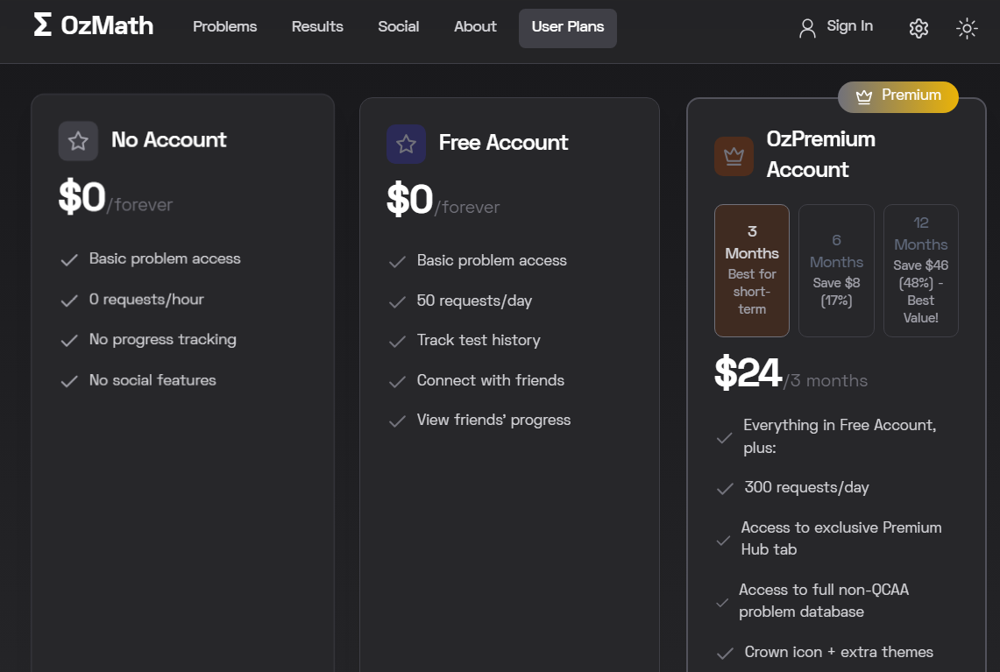 Σ OzMath
Problems
Results
Social
About
User Plans
Sign In
No Account
$0/forever
Basic problem access
0 requests/hour
No progress tracking
No social features
Free Account
$0/forever
Basic problem access
50 requests/day
Track test history
Connect with friends
View friends' progress
Premium
OzPremium
Account
3
Months
Best for
short-
term
6
Months
Save $8
(17%)
12
Months
Save $46
(48%) -
Best
Value!
$24/3 months
Everything in Free Account,
plus:
300 requests/day
Access to exclusive Premium
Hub tab
Access to full non-QCAA
problem database
Crown icon + extra themes